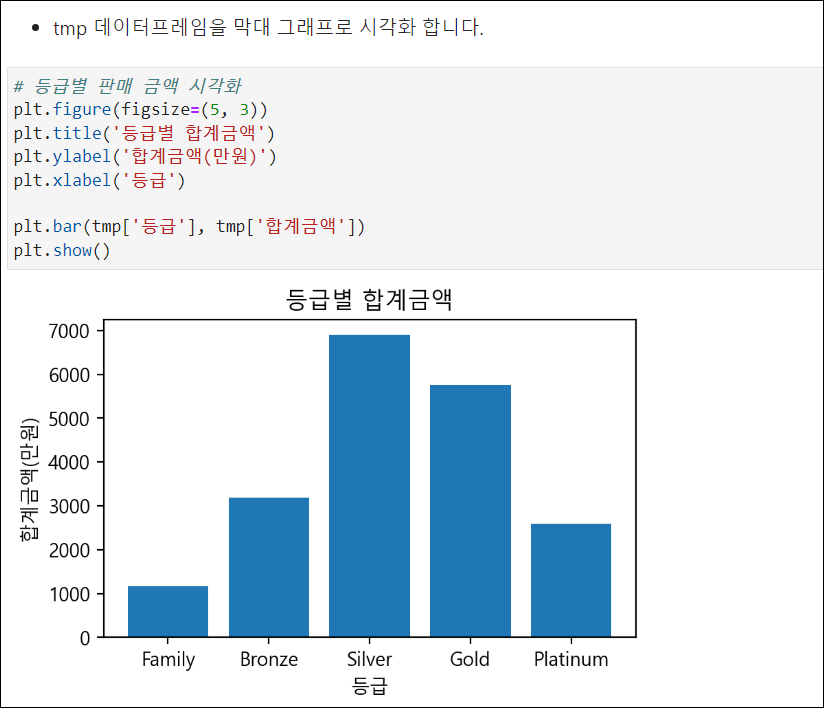 • tmp 데이터프레임을 막대 그래프로 시각화 합니다.
# 등급별 판매 금액 시각화
plt.figure(figsize=(5, 3))
plt.title('등급별 합계금액')
plt.ylabel('합계금액(만원)')
plt.xlabel('등급')
plt.bar(tmp['등급'], tmp['합계금액'])
plt.show()
등급별 합계금액
7000
6000
5000
4000
3000
2000
1000
0
합계금액(만원)
Family Bronze Silver Gold Platinum
등급